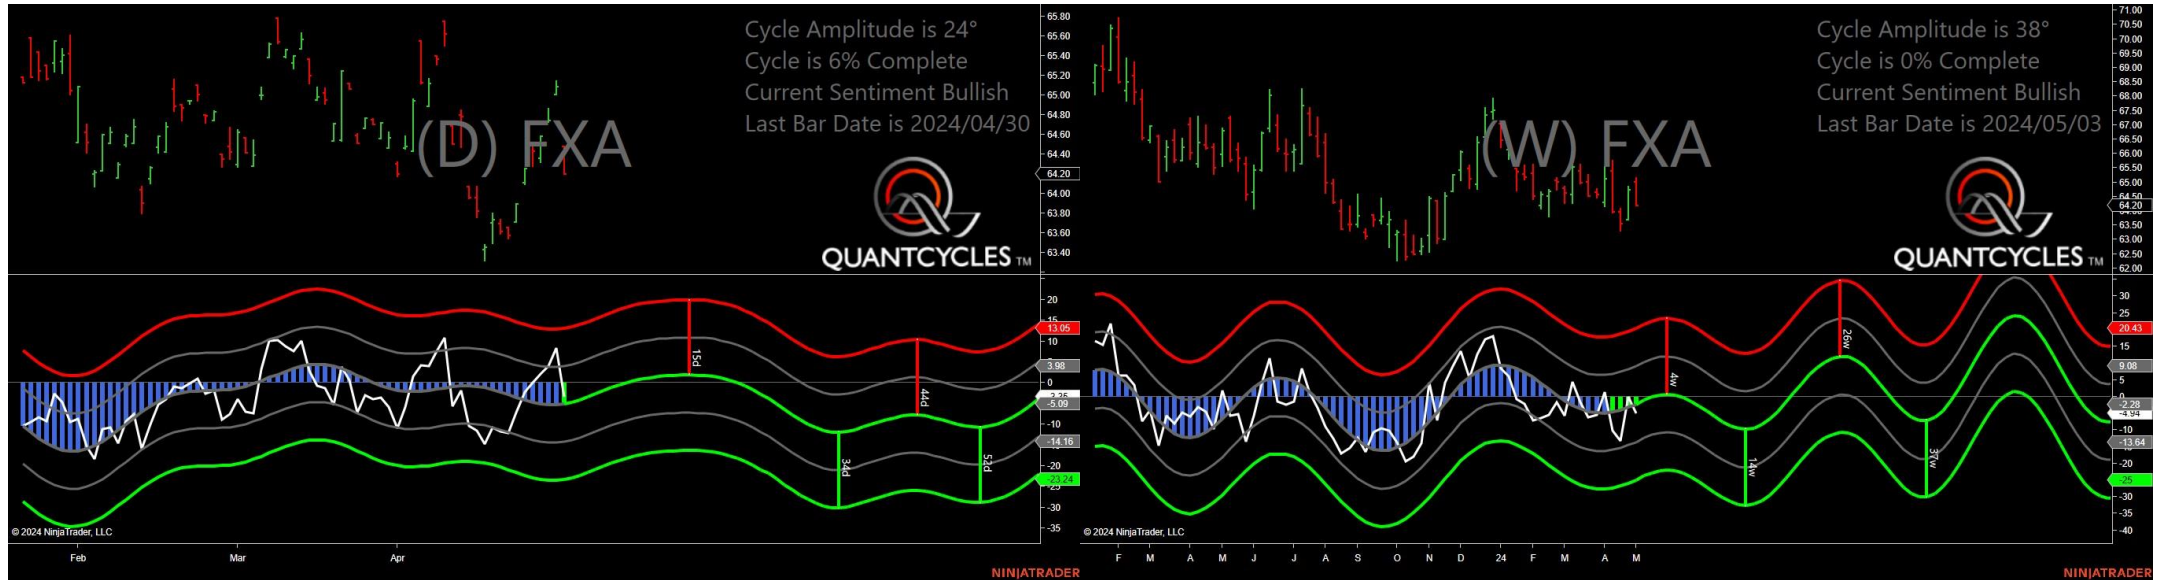 Cycle Amplitude is 24°
Cycle is 6% Complete
Current Sentiment Bullish
Last Bar Date is 2024/04/30
(D) FXA
QUANTCYCLES TM
65.80
65.60
65.40
65.20
65.00
64.80
64.60
64.40
64.20
64.00
63.80
63.60
63.40
20
15
13.05
10
3.98
0
-5.09
-10
-14.16
-20
-23.24
-25
-30
-35
15d
44d
34d
52d
© 2024 NinjaTrader, LLC
Feb Mar Apr
NINJATRADER
Cycle Amplitude is 38°
Cycle is 0% Complete
Current Sentiment Bullish
Last Bar Date is 2024/05/03
(W) FXA
QUANTCYCLES TM
71.00
70.50
70.00
69.50
69.00
68.50
68.00
67.50
67.00
66.50
66.00
65.50
65.00
64.50
64.20
63.50
63.00
62.50
62.00
30
25
20.43
15
9.08
5
0
-2.28
-4.94
-10
-13.64
-20
-25
-30
-35
-40
4w
26w
14w
37w
© 2024 NinjaTrader, LLC
F M A M J J A S O N D 24 F M A M
NINJATRADER